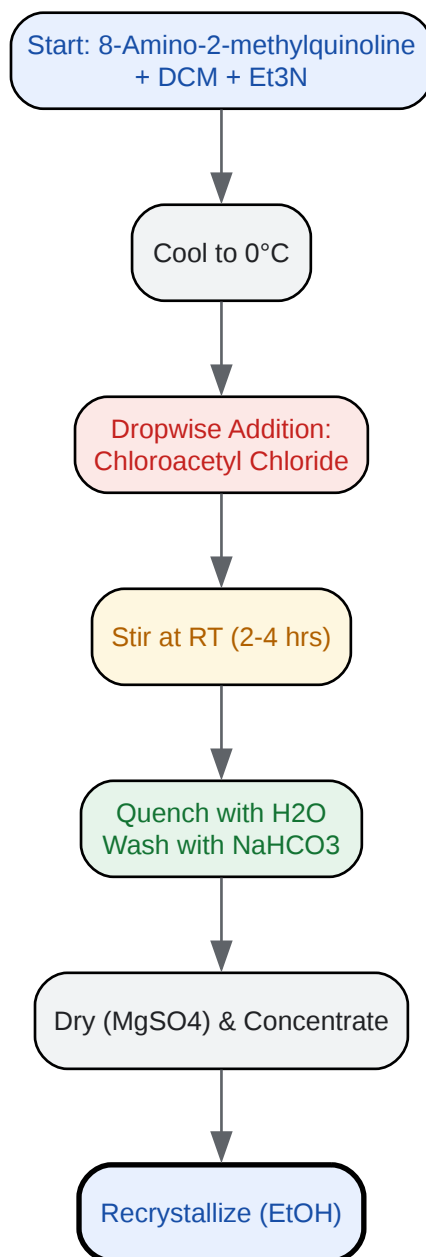 Start: 8-Amino-2-methylquinoline
+ DCM + Et3N
Cool to 0°C
Dropwise Addition:
Chloroacetyl Chloride
Stir at RT (2-4 hrs)
Quench with H2O
Wash with NaHCO3
Dry (MgSO4) & Concentrate
Recrystallize (EtOH)